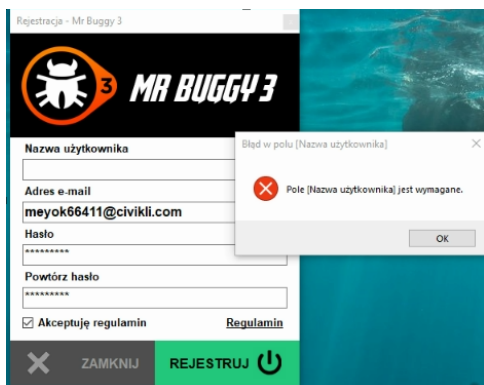 Rejestracja - Mr Buggy 3
3 MR BUGGY 3
Nazwa użytkownika
Adres e-mail
meyok66411@civikli.com
Hasło
*********
Powtórz hasło
*********
Akceptuję regulamin Regulamin
ZAMKNIJ REJESTRUJ
Błąd w polu [Nazwa użytkownika]
Pole [Nazwa użytkownika] jest wymagane.
OK